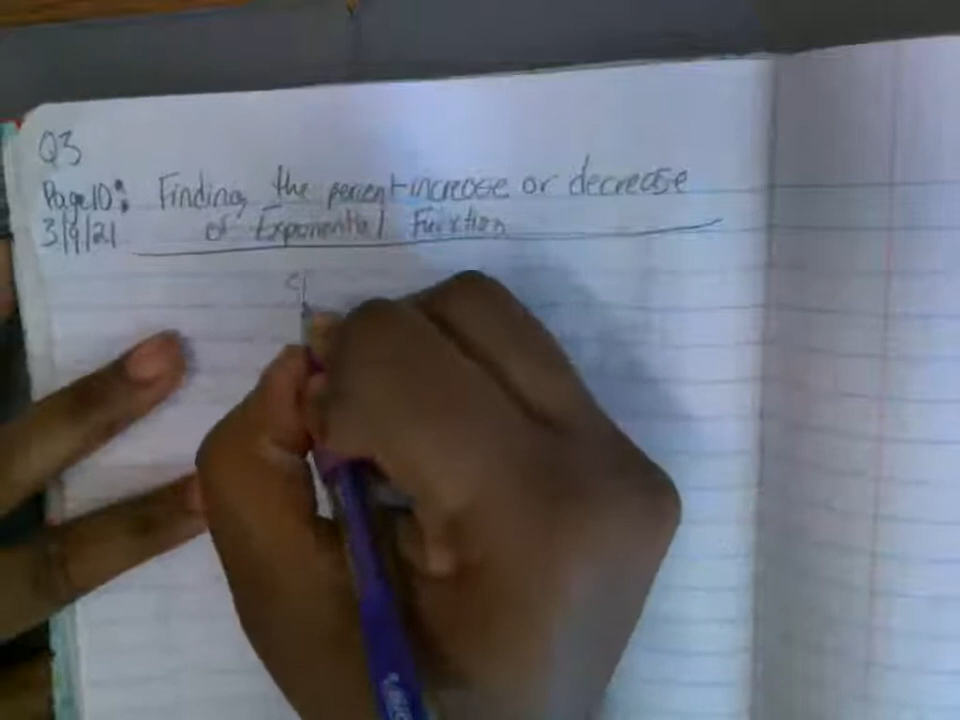 Q3
Page 10: Finding the percent increase or decrease
3/9/21 of Exponential Function